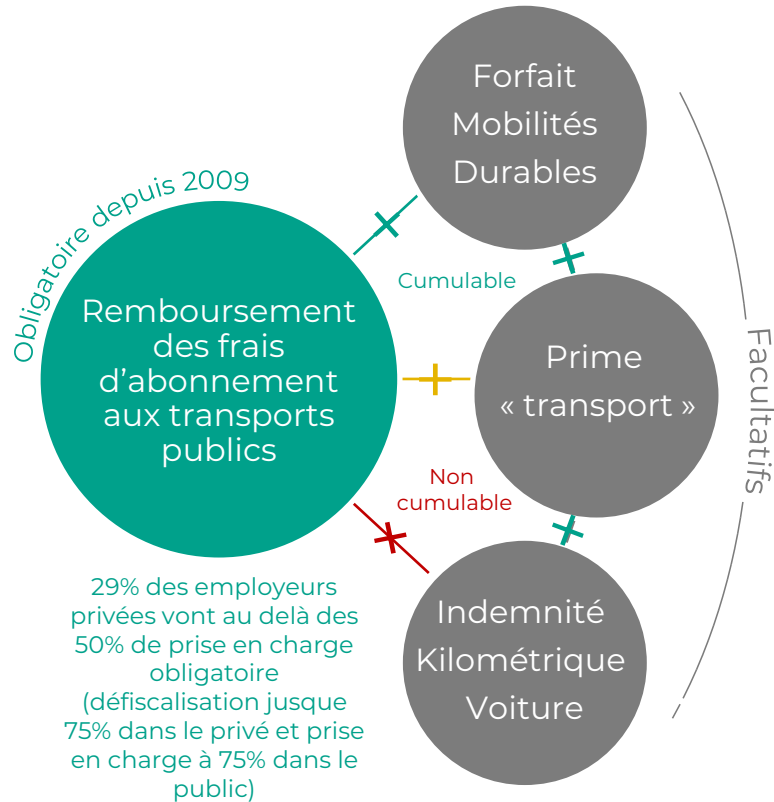 Forfait
Mobilités
Durables
Obligatoire depuis 2009
Cumulable
Remboursement
des frais
d’abonnement
aux transports
publics
Prime
« transport »
Facultatifs
Non
cumulable
29% des employeurs
privées vont au delà des
50% de prise en charge
obligatoire
(défiscalisation jusque
75% dans le privé et prise
en charge à 75% dans le
public)
Indemnité
Kilométrique
Voiture